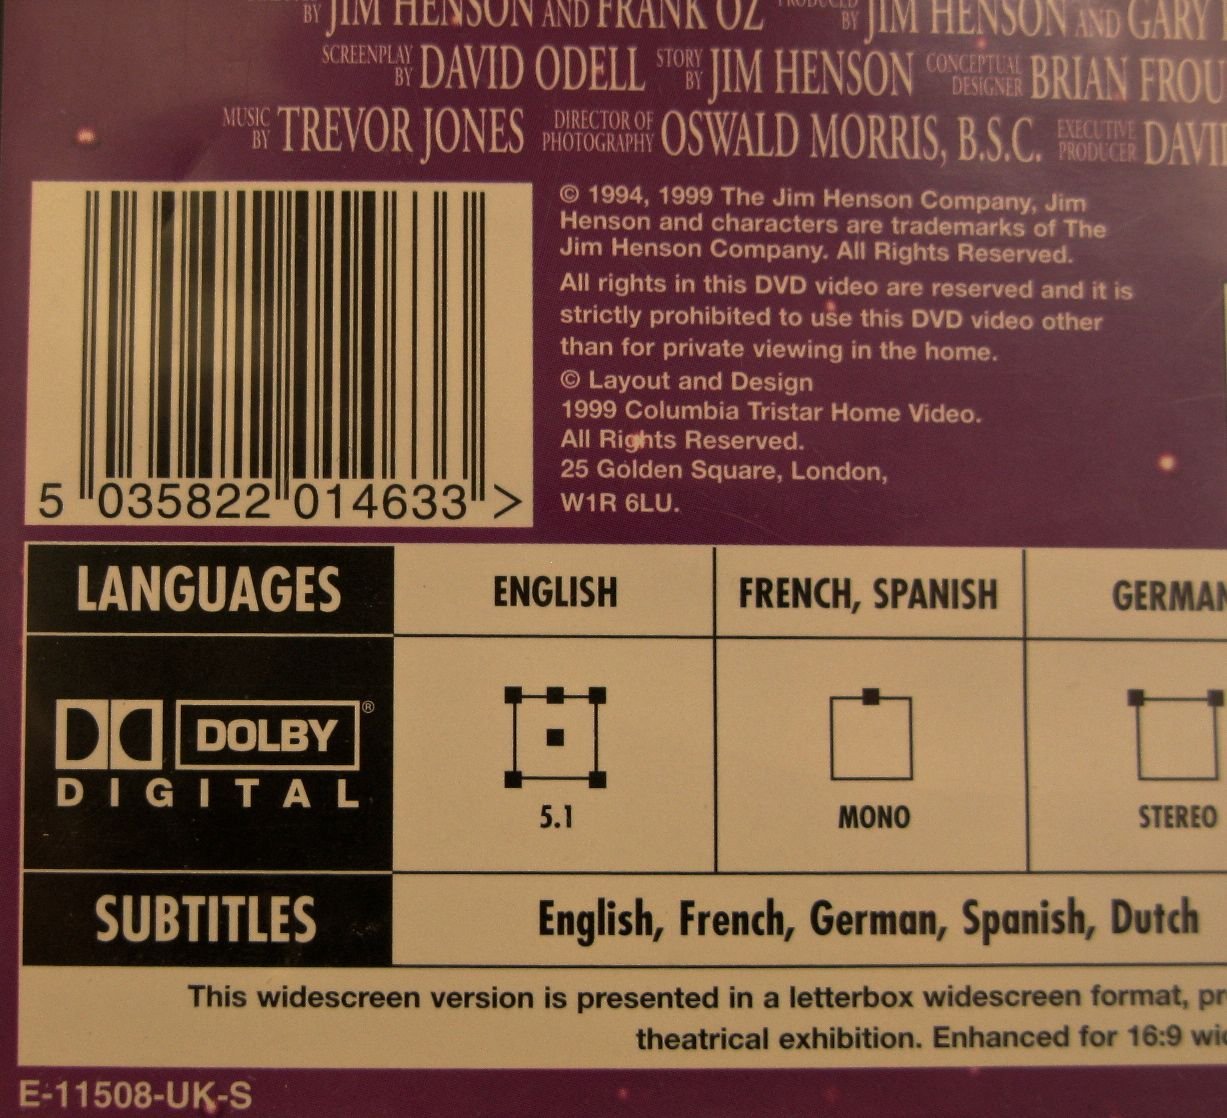 BY JIM HENSON AND FRANK OZ PRODUCED BY JIM HENSON AND GARY
SCREENPLAY BY DAVID ODELL STORY BY JIM HENSON CONCEPTUAL DESIGNER BRIAN FROU
MUSIC BY TREVOR JONES DIRECTOR OF PHOTOGRAPHY OSWALD MORRIS, B.S.C. EXECUTIVE PRODUCER DAVI
© 1994, 1999 The Jim Henson Company, Jim
Henson and characters are trademarks of The
Jim Henson Company. All Rights Reserved.
All rights in this DVD video are reserved and it is
strictly prohibited to use this DVD video other
than for private viewing in the home.
© Layout and Design
1999 Columbia Tristar Home Video.
All Rights Reserved.
25 Golden Square, London,
W1R 6LU.
5 035822 014633 >
LANGUAGES ENGLISH FRENCH, SPANISH GERMAN
DOLBY®
DIGITAL
5.1 MONO STEREO
SUBTITLES English, French, German, Spanish, Dutch
This widescreen version is presented in a letterbox widescreen format, pr
theatrical exhibition. Enhanced for 16:9 wi
E-11508-UK-S